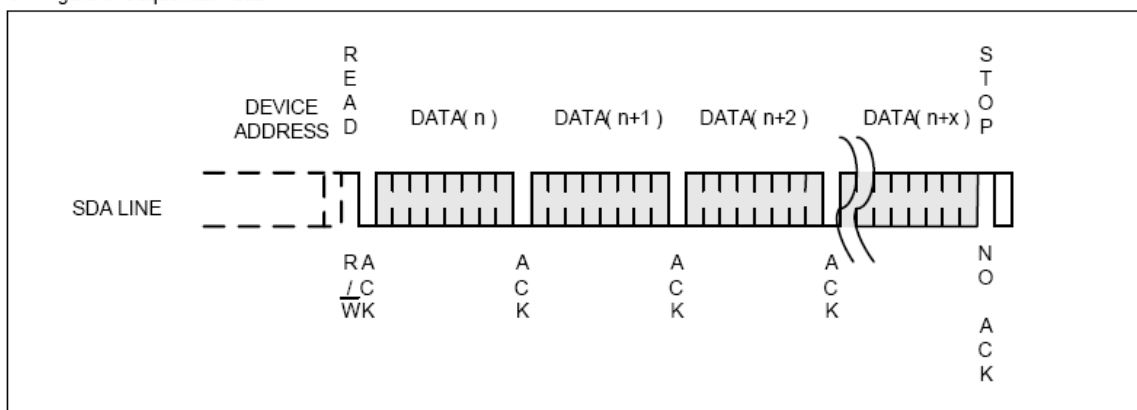 READ
STOP
DEVICE
ADDRESS
DATA( n )
DATA( n+1 )
DATA( n+2 )
DATA( n+x )
SDA LINE
R/W
ACK
ACK
ACK
ACK
NO ACK